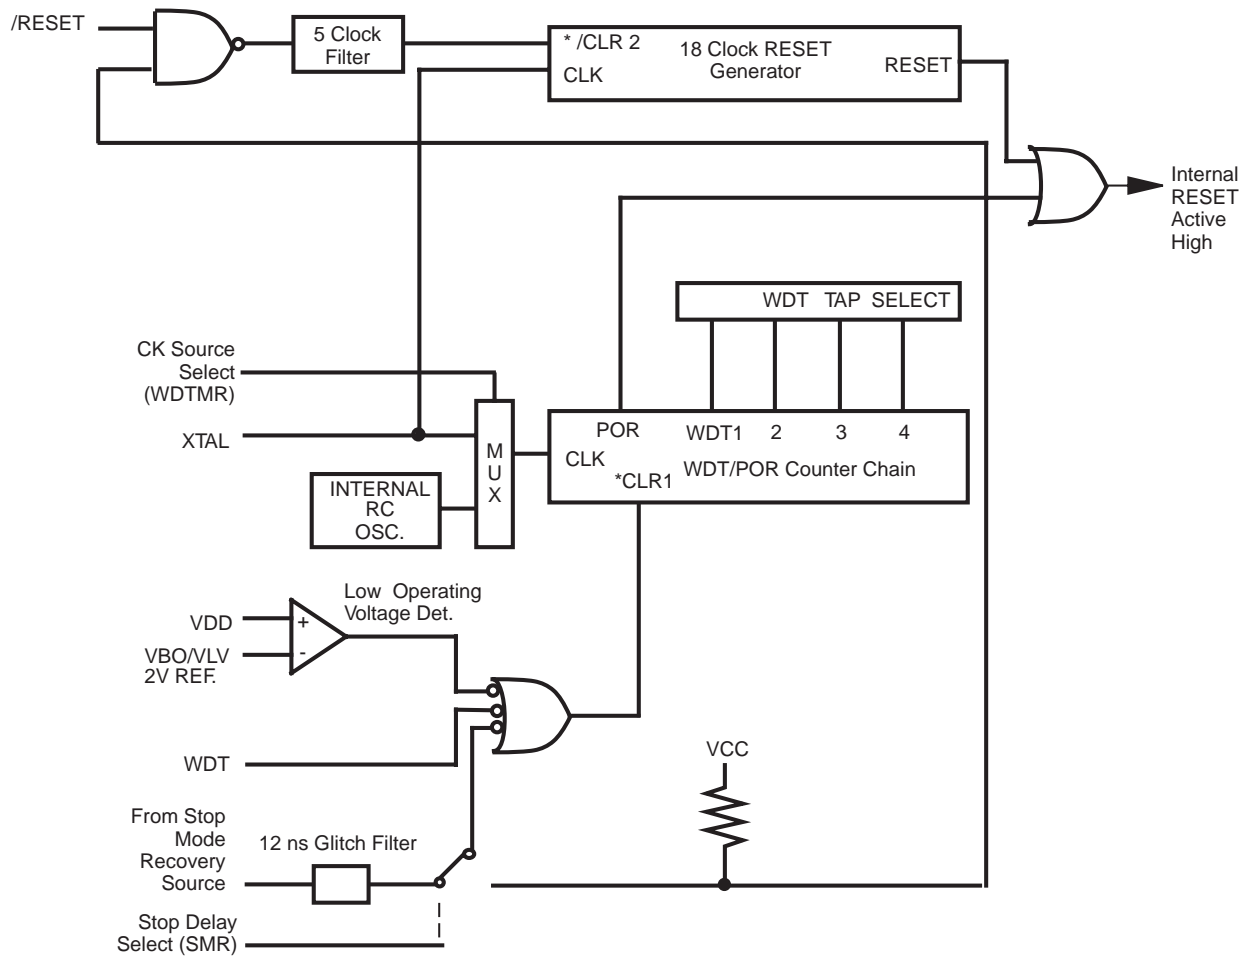 /RESET
5 Clock
Filter
* /CLR 2
CLK
18 Clock RESET
Generator
RESET
Internal
RESET
Active
High
WDT TAP SELECT
CK Source
Select
(WDTMR)
XTAL
INTERNAL
RC
OSC.
M
U
X
POR
WDT1
2
3
4
CLK
*CLR1
WDT/POR Counter Chain
Low Operating
Voltage Det.
VDD
+
VBO/VLV
2V REF.
-
WDT
VCC
From Stop
Mode
Recovery
Source
12 ns Glitch Filter
Stop Delay
Select (SMR)